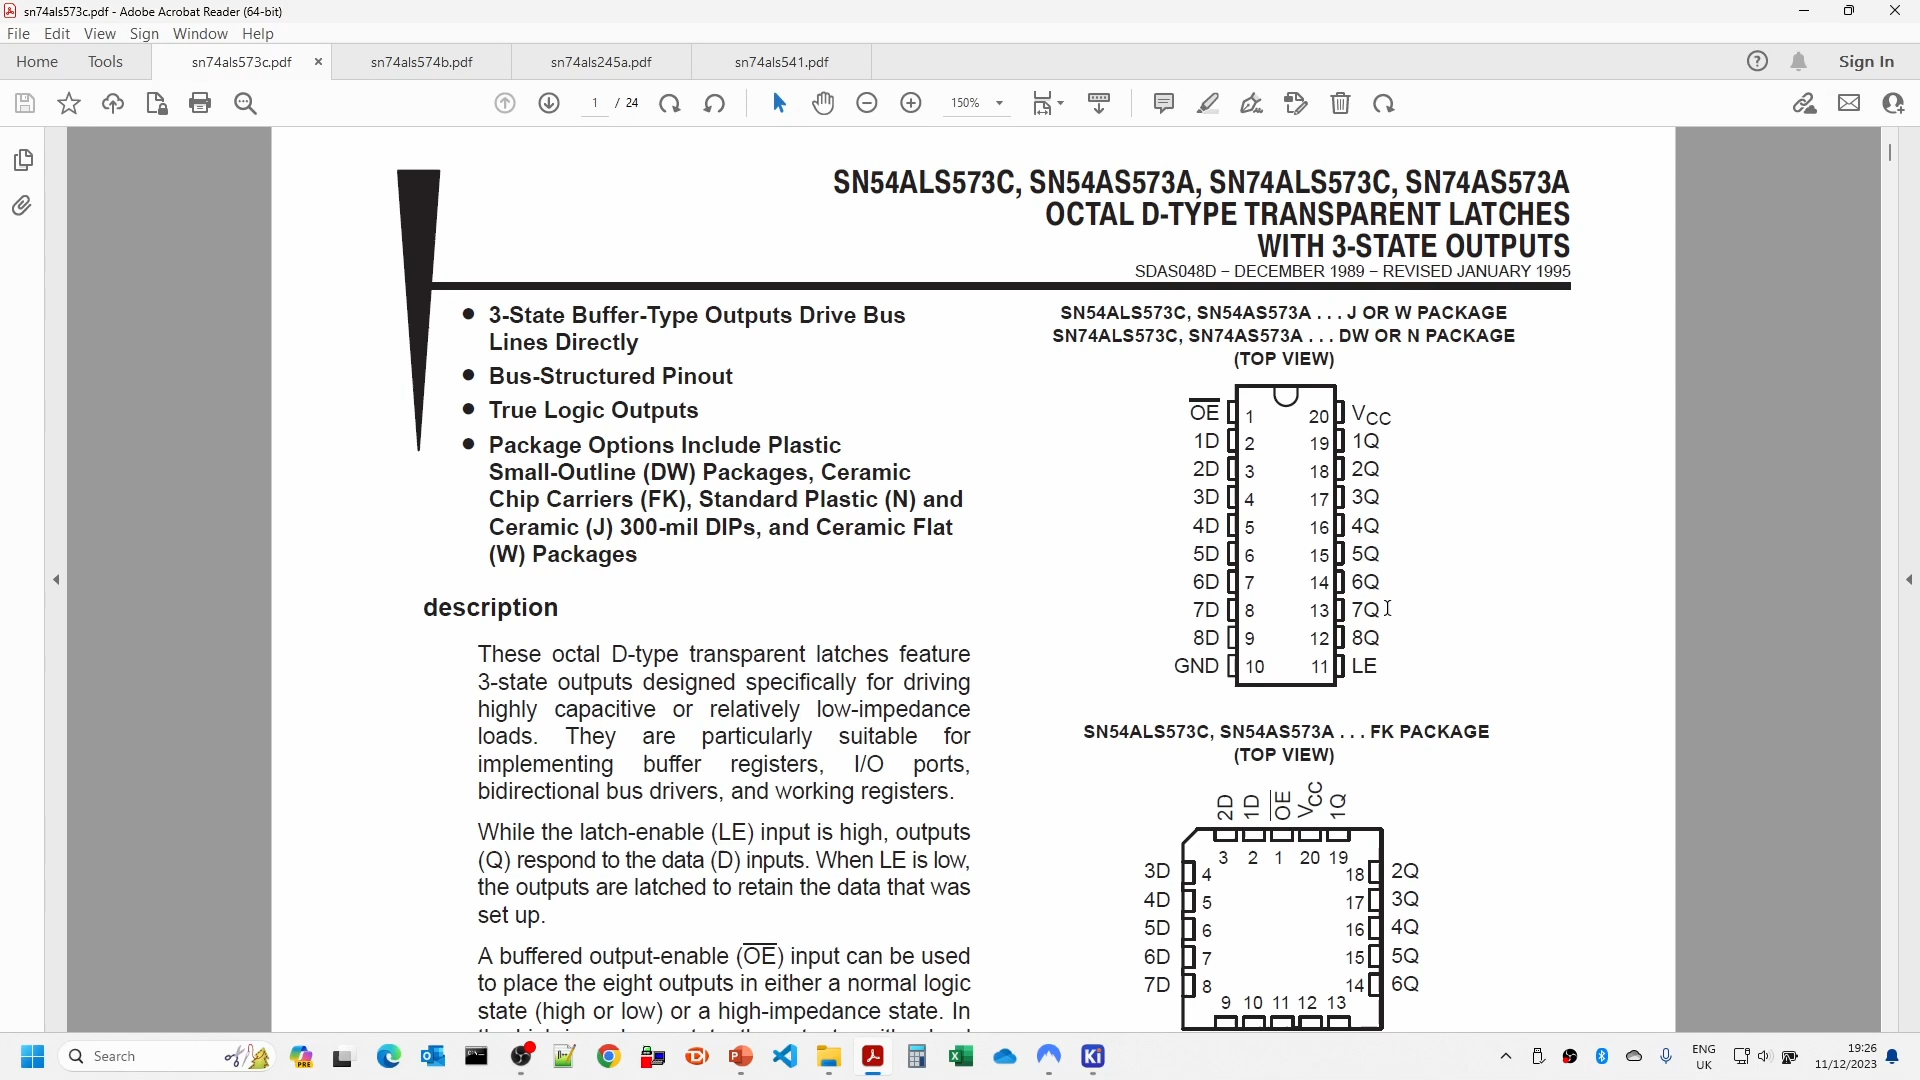 sn74als573c.pdf - Adobe Acrobat Reader (64-bit)
File Edit View Sign Window Help
Home Tools sn74als573c.pdf × sn74als574b.pdf sn74als245a.pdf sn74als541.pdf Sign In
1 / 24 150%
SN54ALS573C, SN54AS573A, SN74ALS573C, SN74AS573A
OCTAL D-TYPE TRANSPARENT LATCHES
WITH 3-STATE OUTPUTS
SDAS048D – DECEMBER 1989 – REVISED JANUARY 1995
• 3-State Buffer-Type Outputs Drive Bus
Lines Directly
• Bus-Structured Pinout
• True Logic Outputs
• Package Options Include Plastic
Small-Outline (DW) Packages, Ceramic
Chip Carriers (FK), Standard Plastic (N) and
Ceramic (J) 300-mil DIPs, and Ceramic Flat
(W) Packages
description
These octal D-type transparent latches feature
3-state outputs designed specifically for driving
highly capacitive or relatively low-impedance
loads. They are particularly suitable for
implementing buffer registers, I/O ports,
bidirectional bus drivers, and working registers.
While the latch-enable (LE) input is high, outputs
(Q) respond to the data (D) inputs. When LE is low,
the outputs are latched to retain the data that was
set up.
A buffered output-enable (OE) input can be used
to place the eight outputs in either a normal logic
state (high or low) or a high-impedance state. In
SN54ALS573C, SN54AS573A . . . J OR W PACKAGE
SN74ALS573C, SN74AS573A . . . DW OR N PACKAGE
(TOP VIEW)
OE 1 20 VCC
1D 2 19 1Q
2D 3 18 2Q
3D 4 17 3Q
4D 5 16 4Q
5D 6 15 5Q
6D 7 14 6Q
7D 8 13 7Q
8D 9 12 8Q
GND 10 11 LE
SN54ALS573C, SN54AS573A . . . FK PACKAGE
(TOP VIEW)
2D 1D OE VCC 1Q
3 2 1 20 19
3D 4 18 2Q
4D 5 17 3Q
5D 6 16 4Q
6D 7 15 5Q
7D 8 14 6Q
9 10 11 12 13
Search PRE Ki ENG 19:26
UK 11/12/2023